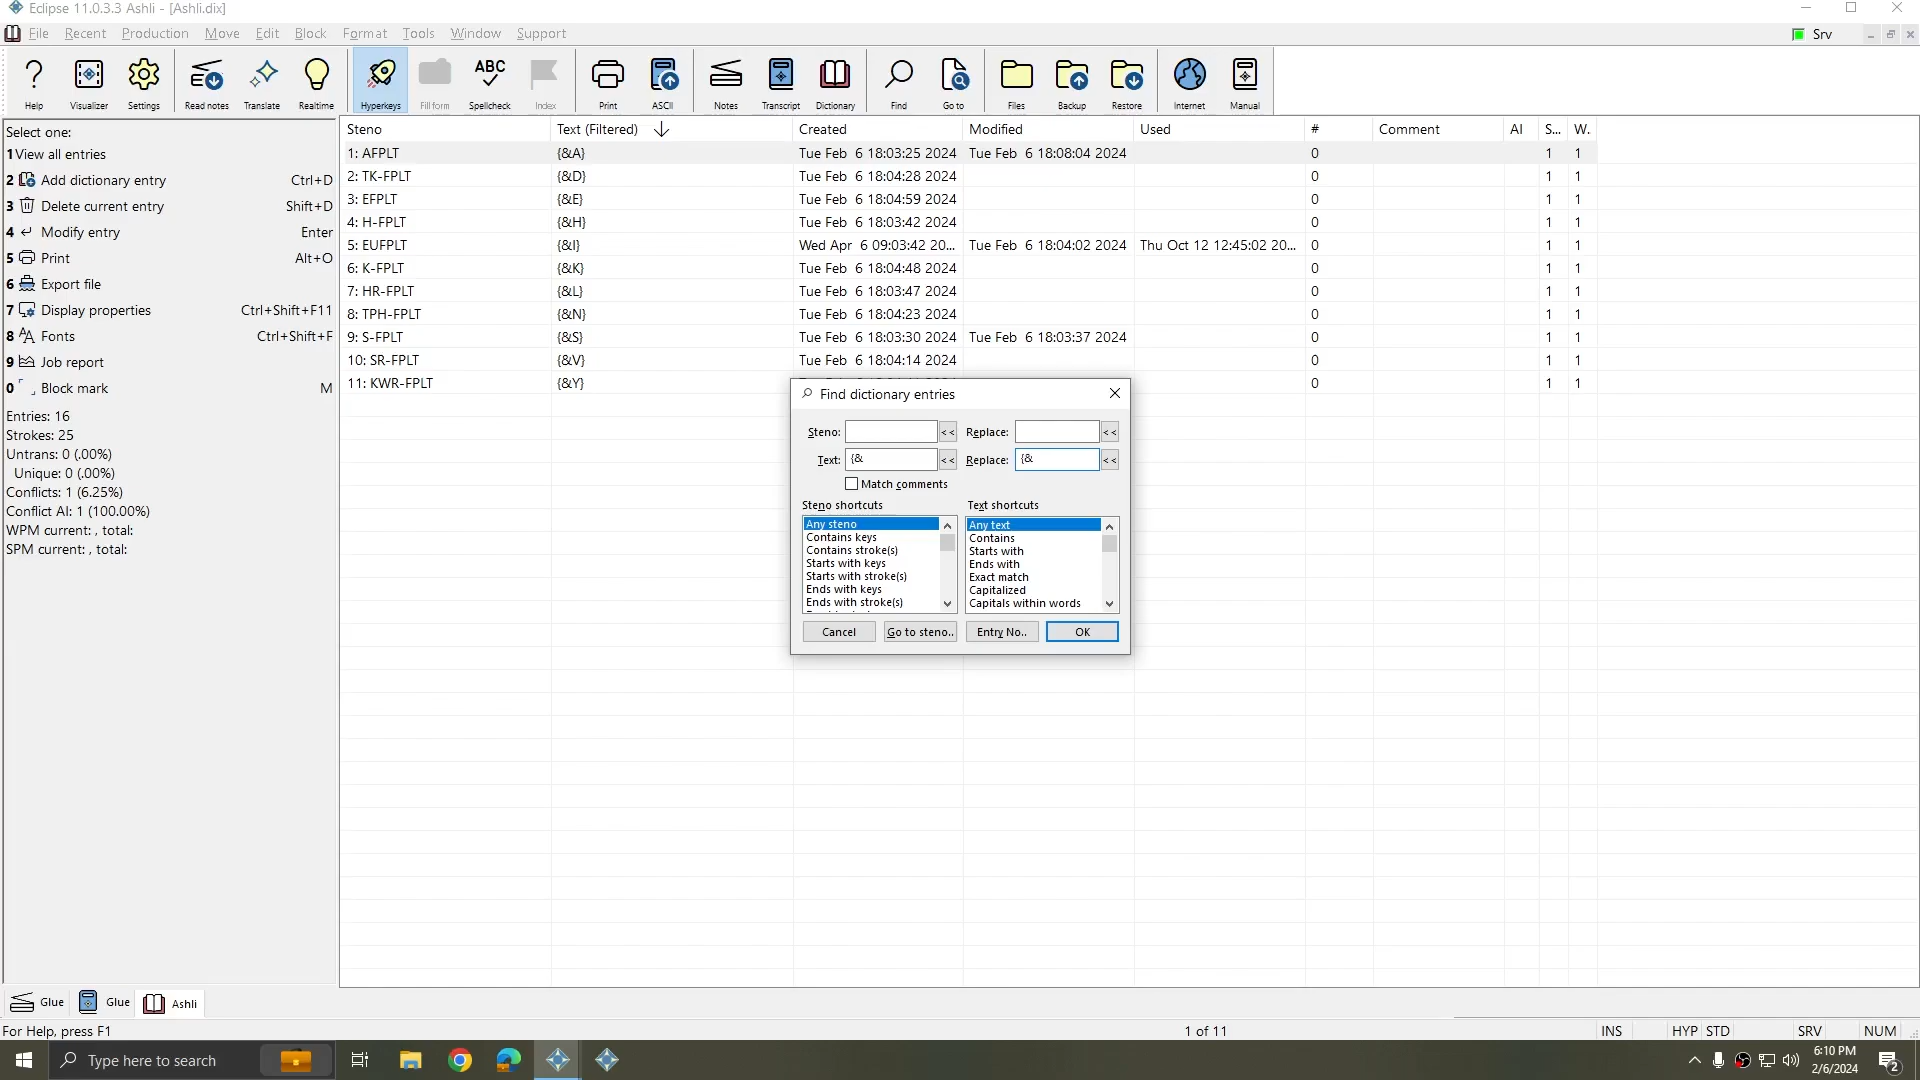 Eclipse 11.0.3.3 Ashli - [Ashli.dix]
File Recent Production Move Edit Block Format Tools Window Support Srv
Help Visualizer Settings Read notes Translate Realtime Hyperkeys Fill form Spellcheck Index Print ASCII Notes Transcript Dictionary Find Go to Files Backup Restore Internet Manual
Select one:
1 View all entries
2 Add dictionary entry Ctrl+D
3 Delete current entry Shift+D
4 Modify entry Enter
5 Print Alt+O
6 Export file
7 Display properties Ctrl+Shift+F11
8 Fonts Ctrl+Shift+F
9 Job report
0 Block mark M
Entries: 16
Strokes: 25
Untrans: 0 (.00%)
Unique: 0 (.00%)
Conflicts: 1 (6.25%)
Conflict AI: 1 (100.00%)
WPM current: , total:
SPM current: , total:
Steno Text (Filtered) Created Modified Used # Comment AI S... W.
1: AFPLT {&A} Tue Feb 6 18:03:25 2024 Tue Feb 6 18:08:04 2024 0 1 1
2: TK-FPLT {&D} Tue Feb 6 18:04:28 2024 0 1 1
3: EFPLT {&E} Tue Feb 6 18:04:59 2024 0 1 1
4: H-FPLT {&H} Tue Feb 6 18:03:42 2024 0 1 1
5: EUFPLT {&I} Wed Apr 6 09:03:42 20... Tue Feb 6 18:04:02 2024 Thu Oct 12 12:45:02 20... 0 1 1
6: K-FPLT {&K} Tue Feb 6 18:04:48 2024 0 1 1
7: HR-FPLT {&L} Tue Feb 6 18:03:47 2024 0 1 1
8: TPH-FPLT {&N} Tue Feb 6 18:04:23 2024 0 1 1
9: S-FPLT {&S} Tue Feb 6 18:03:30 2024 Tue Feb 6 18:03:37 2024 0 1 1
10: SR-FPLT {&V} Tue Feb 6 18:04:14 2024 0 1 1
11: KWR-FPLT {&Y} 0 1 1
Find dictionary entries
Steno: << Replace: <<
Text: {& << Replace: {& <<
Match comments
Steno shortcuts Text shortcuts
Any steno Any text
Contains keys Contains
Contains stroke(s) Starts with
Starts with keys Ends with
Starts with stroke(s) Exact match
Ends with keys Capitalized
Ends with stroke(s) Capitals within words
Cancel Go to steno.. Entry No.. OK
Glue Glue Ashli
For Help, press F1 1 of 11 INS HYP STD SRV NUM
Type here to search 6:10 PM
2/6/2024 2